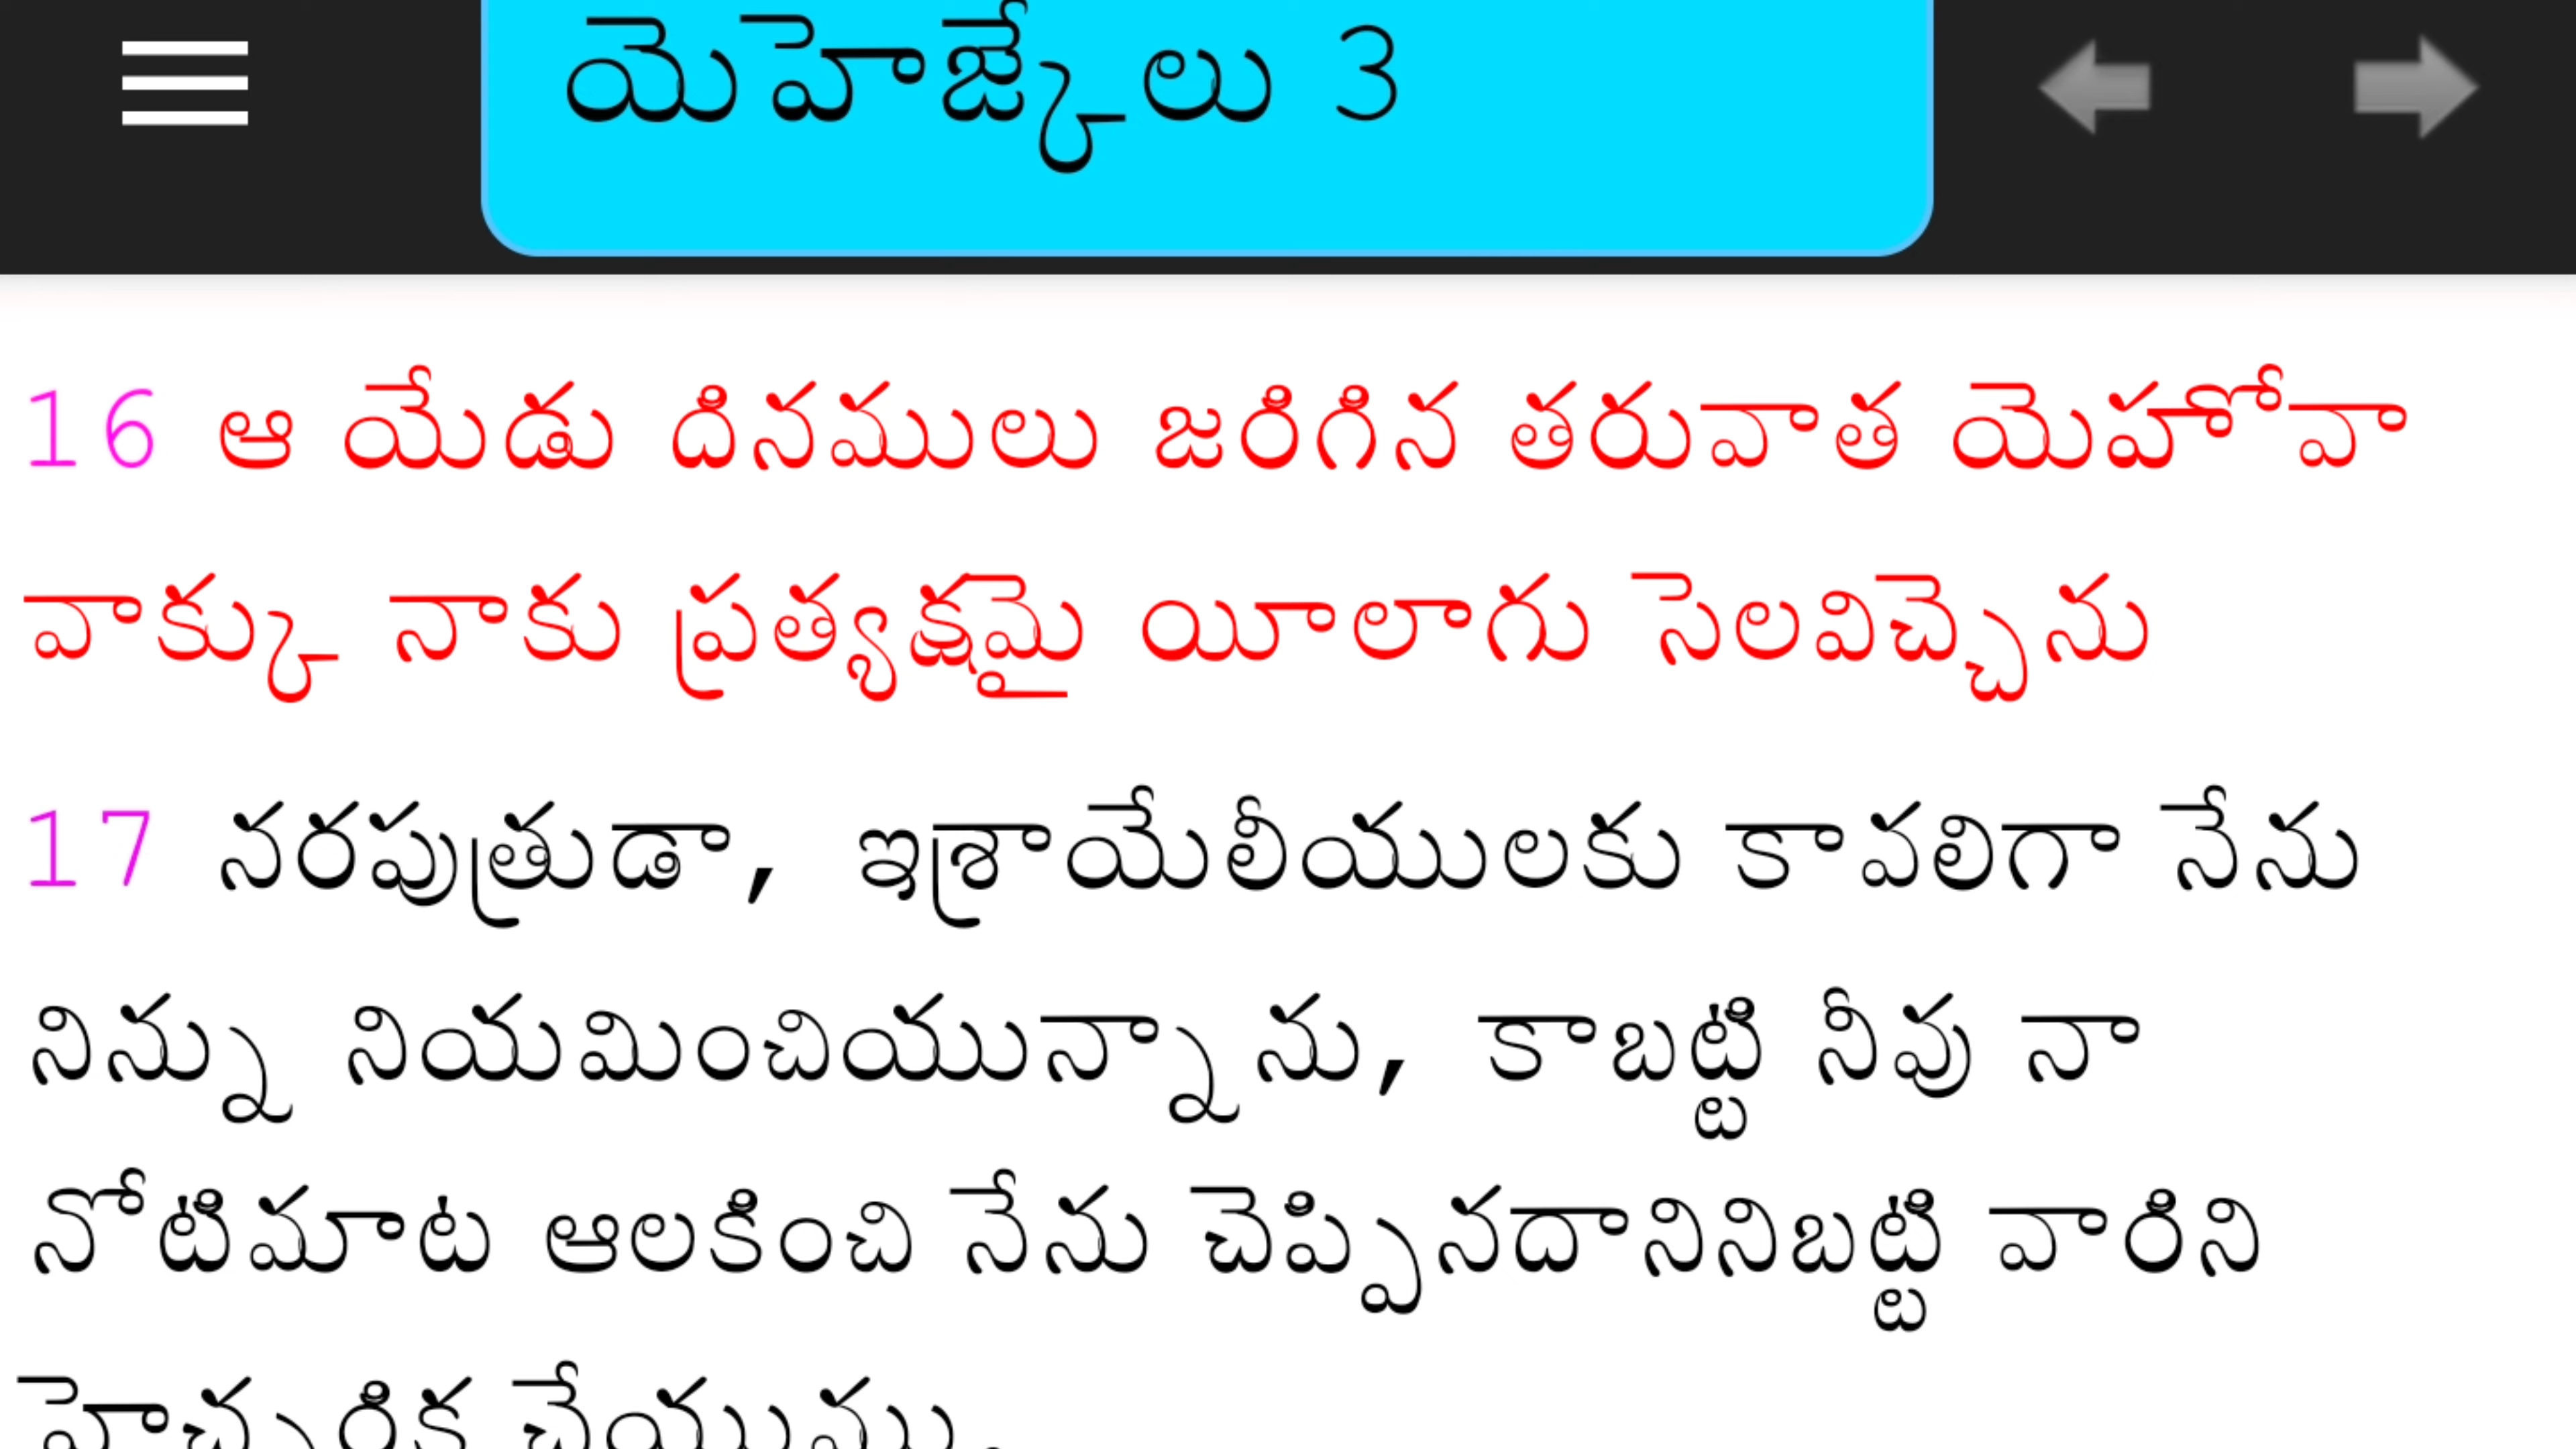 యెహెజ్కేలు 3
16 ఆ యేడు దినములు జరిగిన తరువాత యెహోవా
వాక్కు నాకు ప్రత్యక్షమై యీలాగు సెలవిచ్చెను
17 నరపుత్రుడా, ఇశ్రాయేలీయులకు కావలిగా నేను
నిన్ను నియమించియున్నాను, కాబట్టి నీవు నా
నోటిమాట ఆలకించి నేను చెప్పినదానినిబట్టి వారిని
హెచ్చరిక చేయుము.